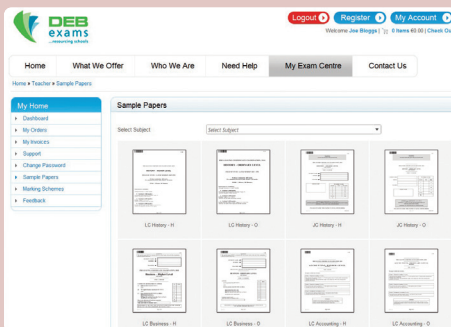 DEB
exams
...resourcing schools
Logout Register My Account
Welcome Joe Bloggs | 0 Items €0.00 | Check Ou
Home What We Offer Who We Are Need Help My Exam Centre Contact Us
Home » Teacher » Sample Papers
My Home
Dashboard
My Orders
My Invoices
Support
Change Password
Sample Papers
Marking Schemes
Feedback
Sample Papers
Select Subject Select Subject
LC History - H LC History - O JC History - H JC History - O
LC Business - H LC Business - O LC Accounting - H LC Accounting - O